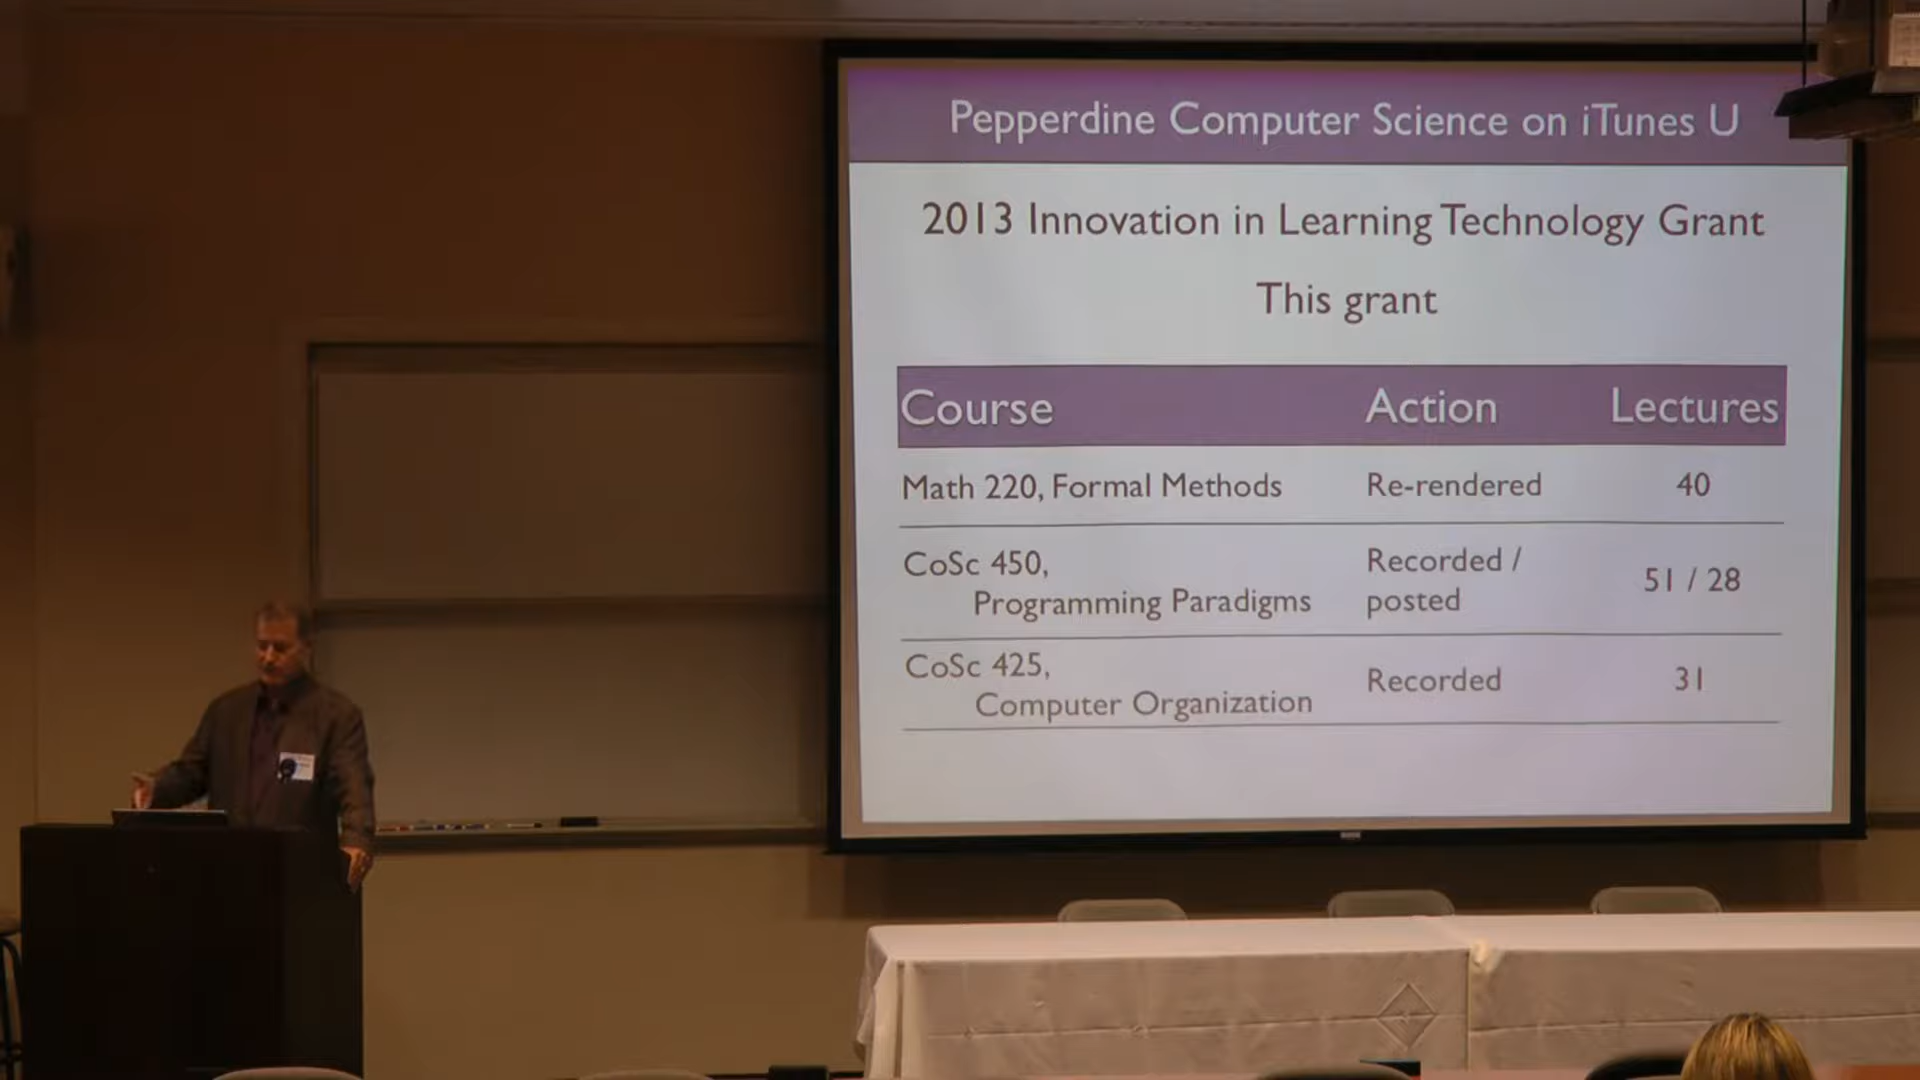 Pepperdine Computer Science on iTunes U
2013 Innovation in Learning Technology Grant
This grant
Course Action Lectures
Math 220, Formal Methods Re-rendered 40
CoSc 450,
Programming Paradigms
Recorded /
posted
51 / 28
CoSc 425,
Computer Organization
Recorded 31